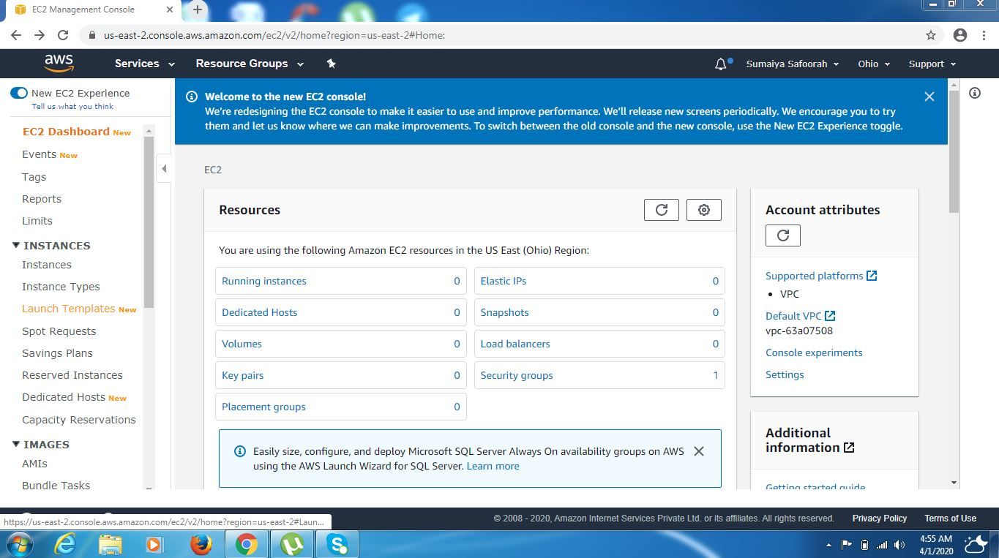 EC2 Management Console
us-east-2.console.aws.amazon.com/ec2/v2/home?region=us-east-2#Home:
aws
Services
Resource Groups
Sumaiya Safoorah
Ohio
Support
New EC2 Experience
Tell us what you think
EC2 Dashboard New
Events New
Tags
Reports
Limits
INSTANCES
Instances
Instance Types
Launch Templates New
Spot Requests
Savings Plans
Reserved Instances
Dedicated Hosts New
Capacity Reservations
IMAGES
AMIs
Bundle Tasks
Welcome to the new EC2 console!
We're redesigning the EC2 console to make it easier to use and improve performance. We'll release new screens periodically. We encourage you to try
them and let us know where we can make improvements. To switch between the old console and the new console, use the New EC2 Experience toggle.
EC2
Resources
You are using the following Amazon EC2 resources in the US East (Ohio) Region:
Running instances 0
Elastic IPs 0
Dedicated Hosts 0
Snapshots 0
Volumes 0
Load balancers 0
Key pairs 0
Security groups 1
Placement groups 0
Easily size, configure, and deploy Microsoft SQL Server Always On availability groups on AWS
using the AWS Launch Wizard for SQL Server. Learn more
Account attributes
Supported platforms
VPC
Default VPC
vpc-63a07508
Console experiments
Settings
Additional
information
Getting started guide
https://us-east-2.console.aws.amazon.com/ec2/v2/home?region=us-east-2#Laun...
© 2008 - 2020, Amazon Internet Services Private Ltd. or its affiliates. All rights reserved.
Privacy Policy
Terms of Use
4:55 AM
4/1/2020